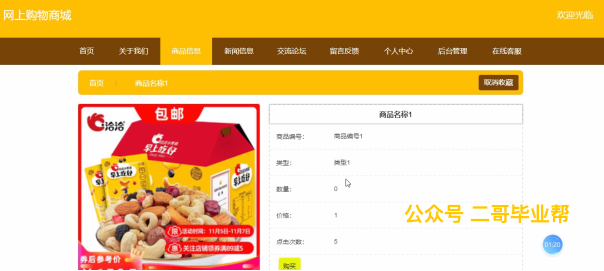 网上购物商城
欢迎光临
首页 关于我们 商品信息 新闻信息 交流论坛 留言反馈 个人中心 后台管理 在线客服
首页 商品名称1
取消收藏
包邮
洽洽
早上吃好
活动时间：11月5日-11月7日
关注店铺领券满89减5
券后参考价
商品名称1
商品编号： 商品编号1
类型： 类型1
数量： 0
价格： 1
点击次数： 5
购买
公众号 二哥毕业帮
01:20